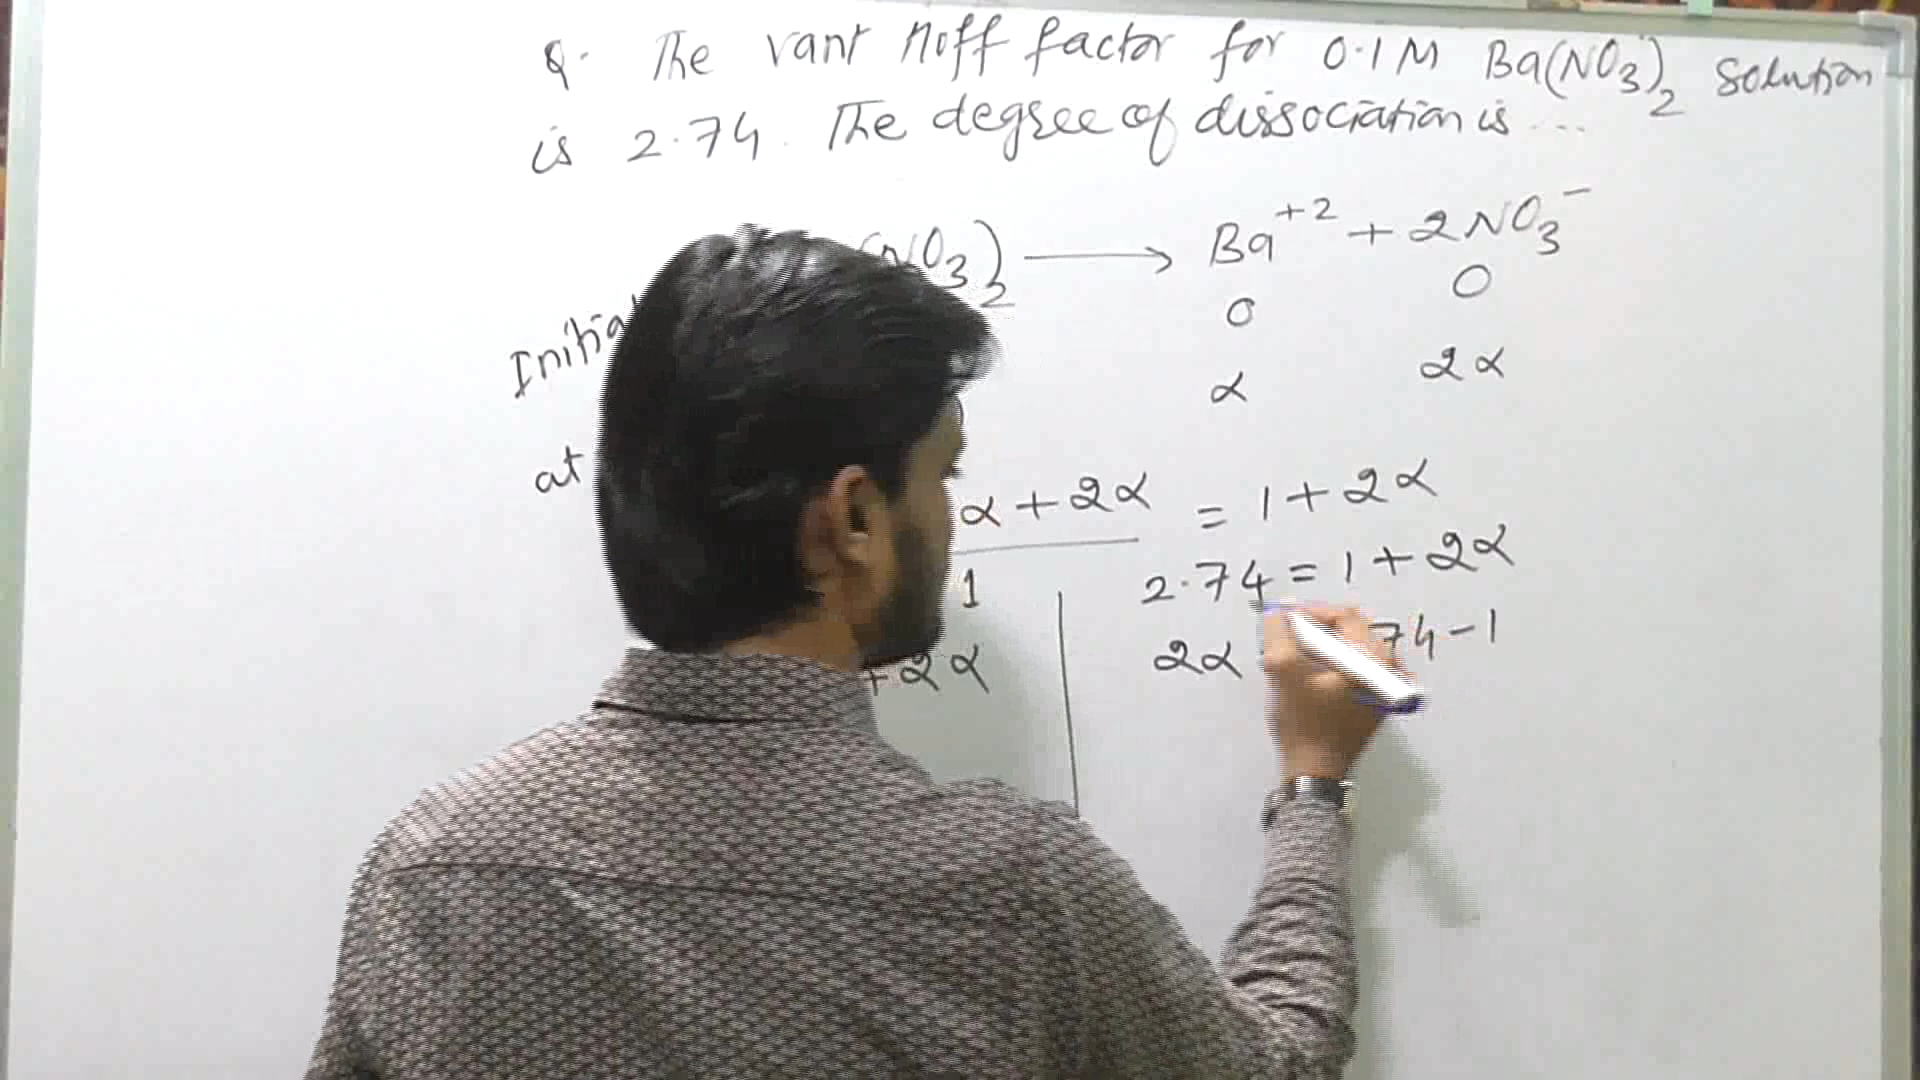 Q. The vant Hoff factor for 0.1M Ba(NO3)2 solution
is 2.74. The degree of dissociation is ...
(NO3)2 ⟶ Ba+2 + 2NO3−
0 0
α 2α
at
α + 2α = 1 + 2α
1
2.74 = 1 + 2α
+ 2α
2α 74 - 1